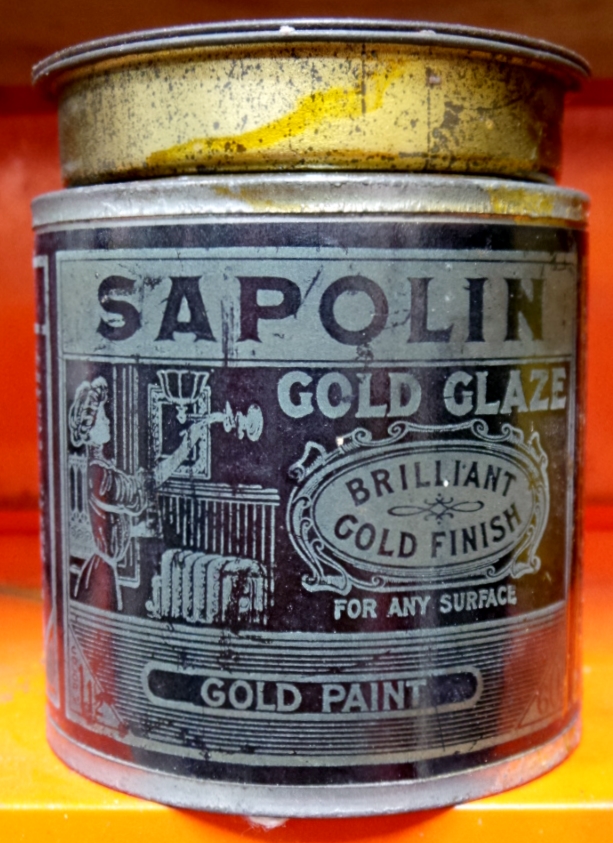 SAPOLIN
GOLD GLAZE
BRILLIANT
GOLD FINISH
FOR ANY SURFACE
GOLD PAINT